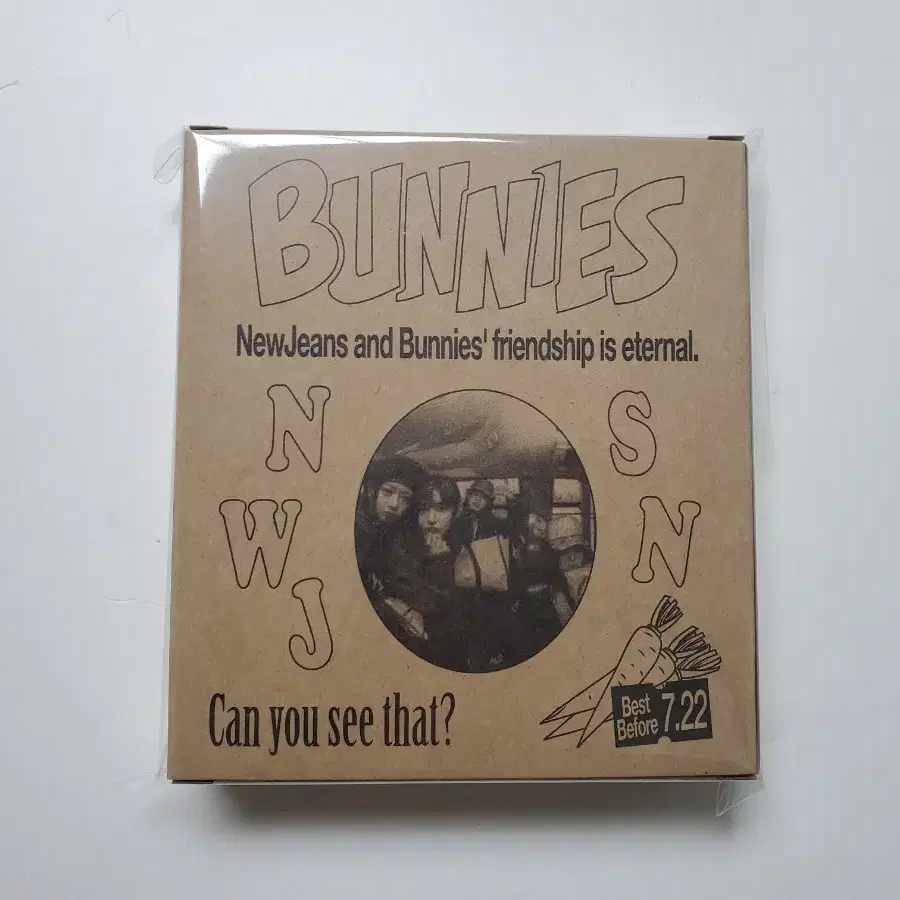 BUNNIES
NewJeans and Bunnies' friendship is eternal.
N
W
J
S
N
Can you see that?
Best
Before 7.22